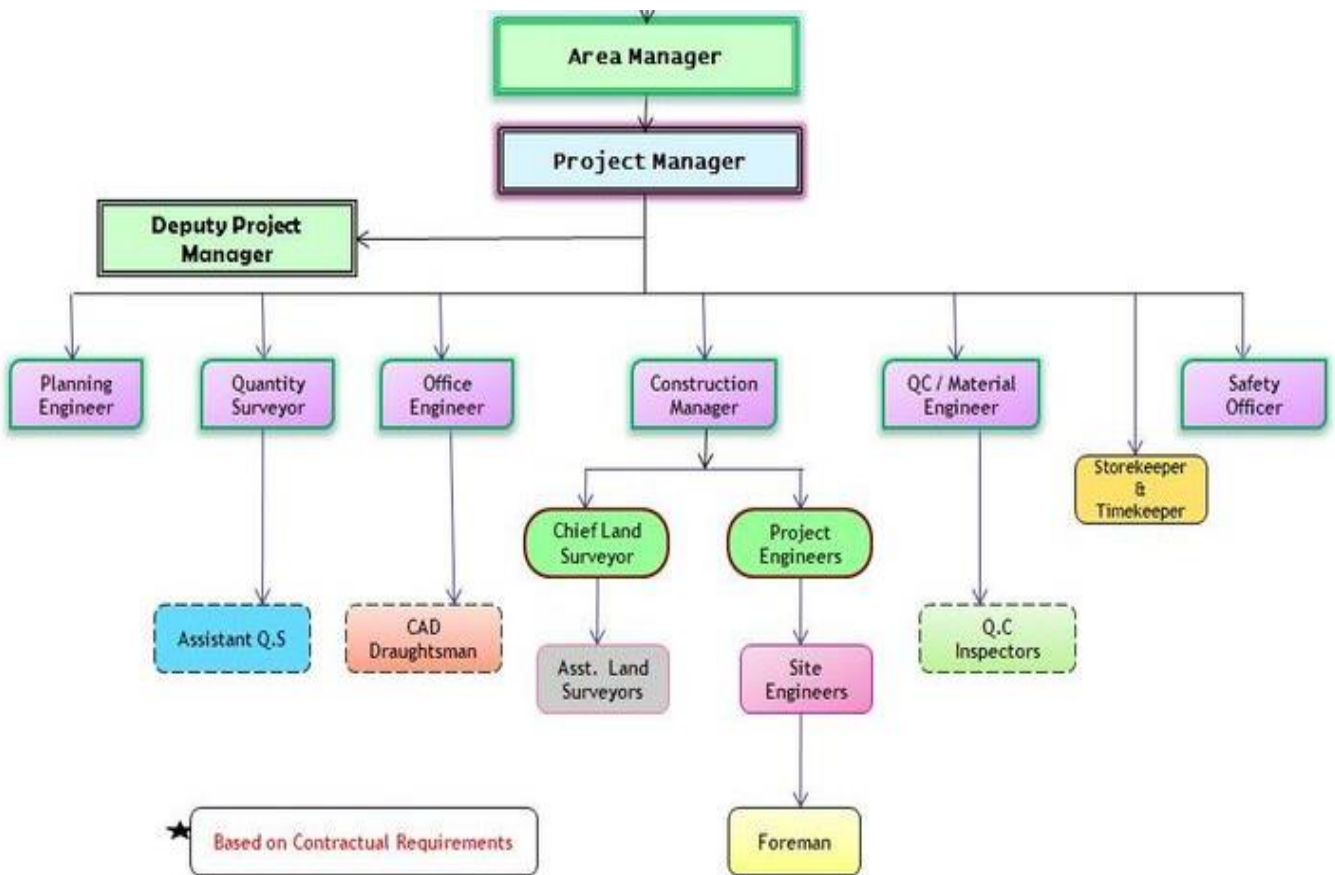 Area Manager
Project Manager
Deputy Project
Manager
Planning
Engineer
Quantity
Surveyor
Office
Engineer
Construction
Manager
QC / Material
Engineer
Safety
Officer
Storekeeper
&
Timekeeper
Chief Land
Surveyor
Project
Engineers
Assistant Q.S
CAD
Draughtsman
Asst. Land
Surveyors
Site
Engineers
Q.C
Inspectors
Based on Contractual Requirements
Foreman